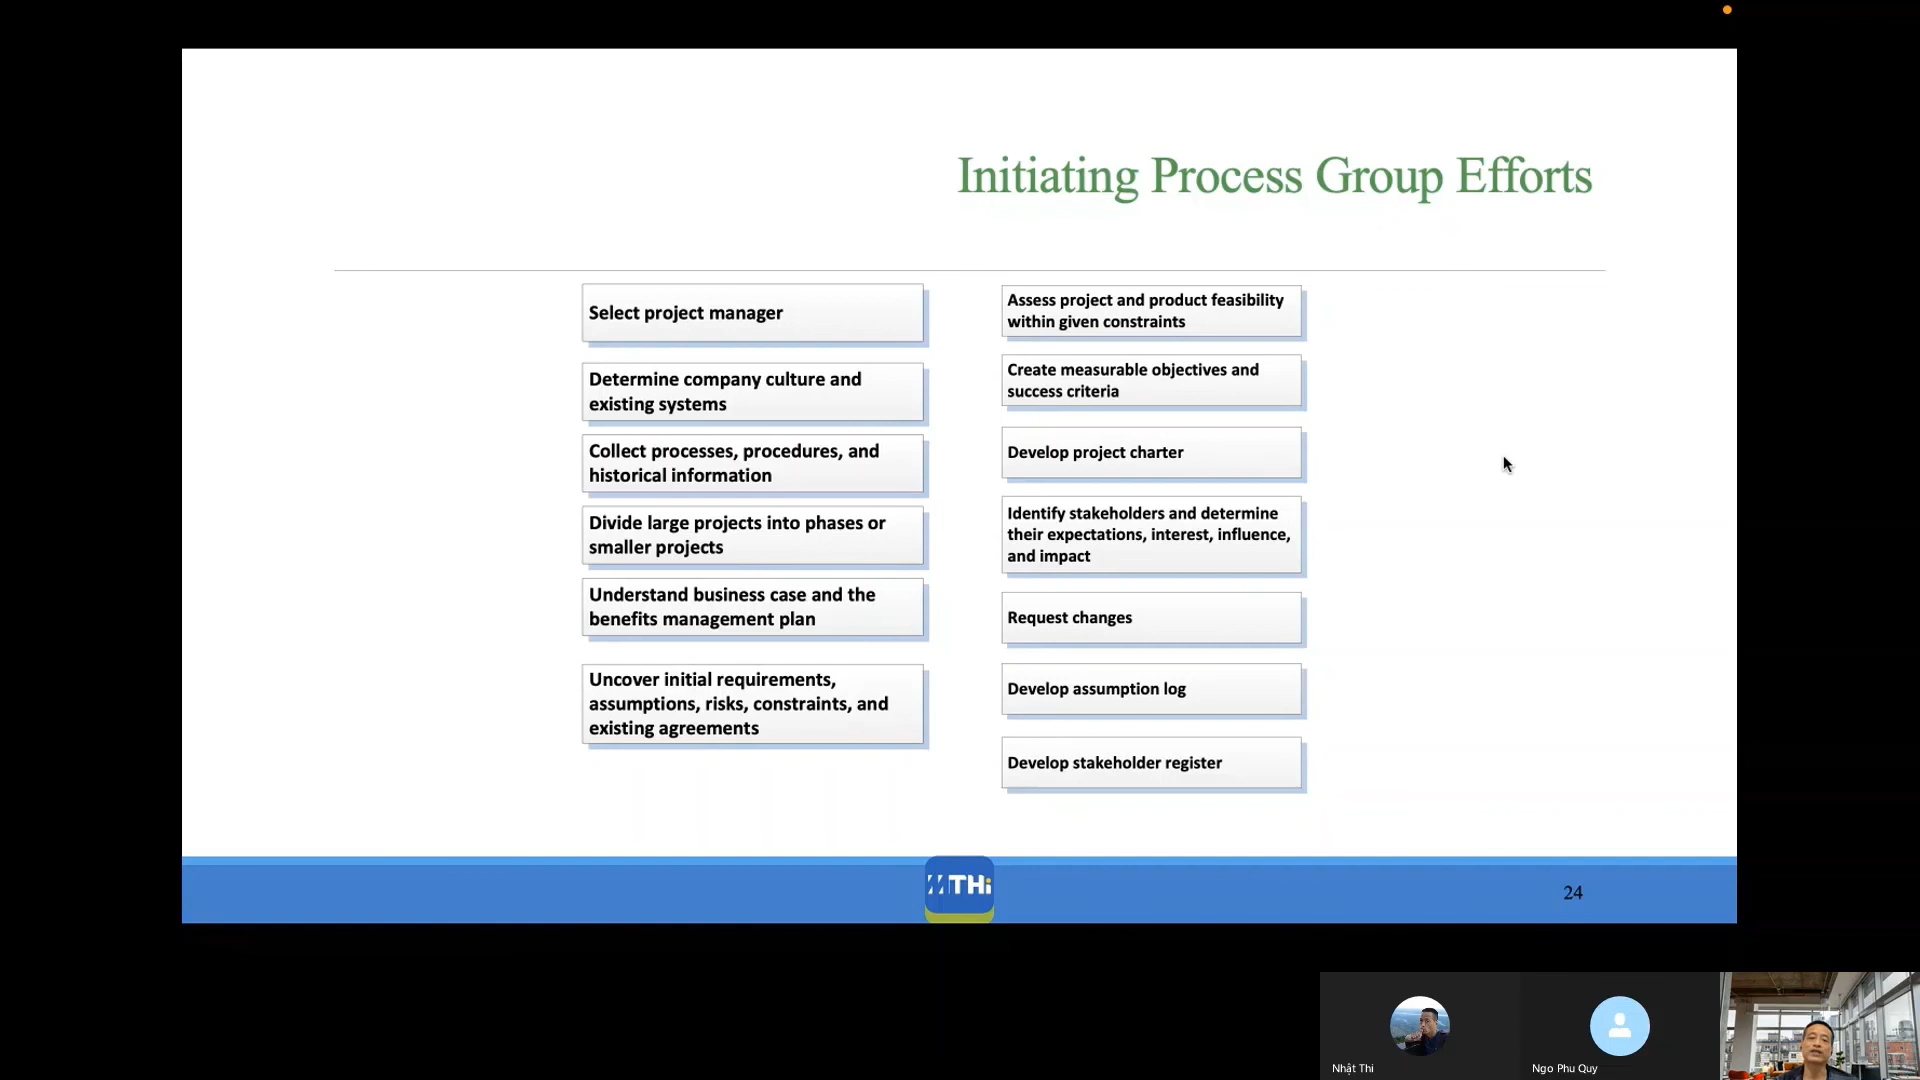 Initiating Process Group Efforts
Select project manager
Determine company culture and
existing systems
Collect processes, procedures, and
historical information
Divide large projects into phases or
smaller projects
Understand business case and the
benefits management plan
Uncover initial requirements,
assumptions, risks, constraints, and
existing agreements
Assess project and product feasibility
within given constraints
Create measurable objectives and
success criteria
Develop project charter
Identify stakeholders and determine
their expectations, interest, influence,
and impact
Request changes
Develop assumption log
Develop stakeholder register
MTHi
24
Nhật Thi
Ngo Phu Quy